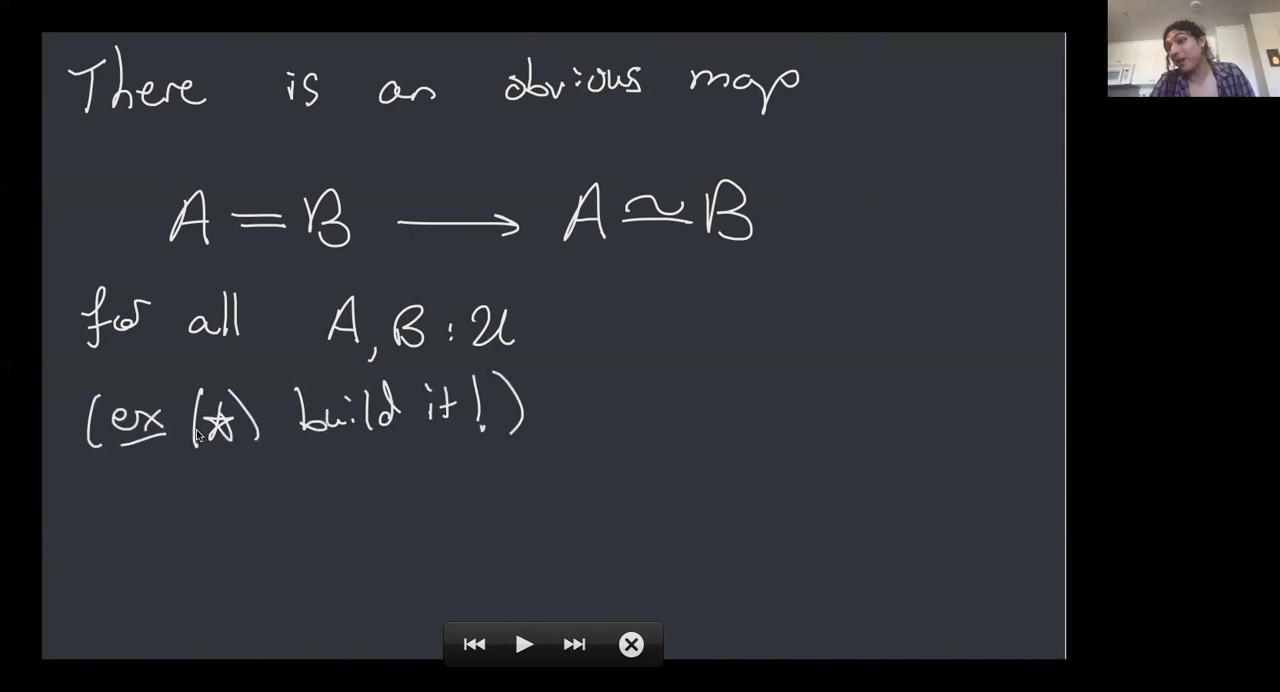 There is an obvious map
A = B ⟶ A ≃ B
for all A, B : 𝒰
(ex (☆) build it!)